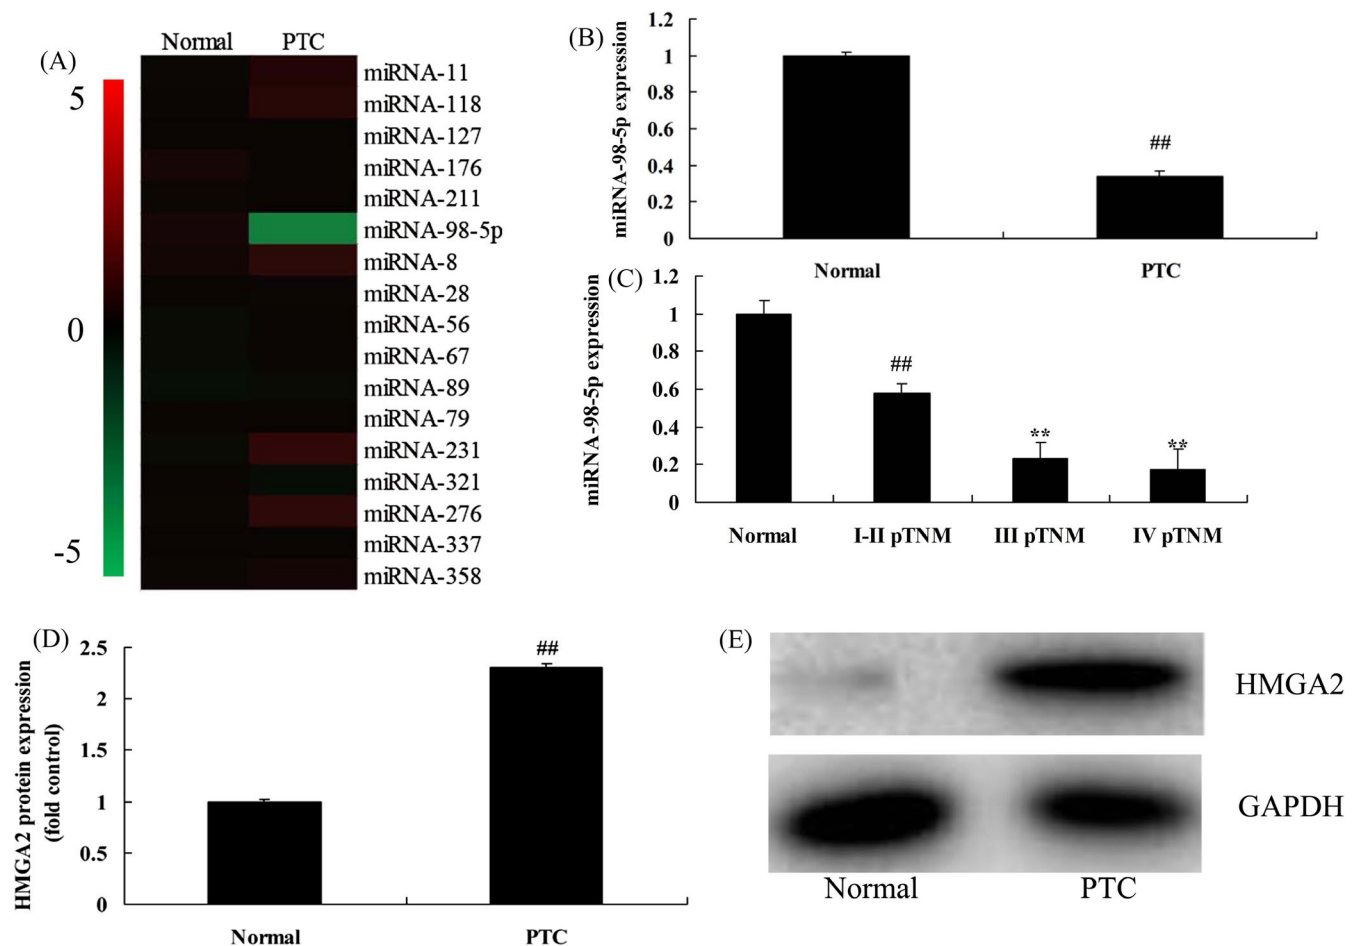 (A)
Normal PTC
5
0
-5
miRNA-11
miRNA-118
miRNA-127
miRNA-176
miRNA-211
miRNA-98-5p
miRNA-8
miRNA-28
miRNA-56
miRNA-67
miRNA-89
miRNA-79
miRNA-231
miRNA-321
miRNA-276
miRNA-337
miRNA-358
(B)
miRNA-98-5p expression
1.2
1
0.8
0.6
0.4
0.2
0
##
Normal PTC
(C)
miRNA-98-5p expression
1.2
1
0.8
0.6
0.4
0.2
0
##
**
**
Normal I-II pTNM III pTNM IV pTNM
(D)
HMGA2 protein expression
(fold control)
2.5
2
1.5
1
0.5
0
##
Normal PTC
(E)
HMGA2
GAPDH
Normal PTC